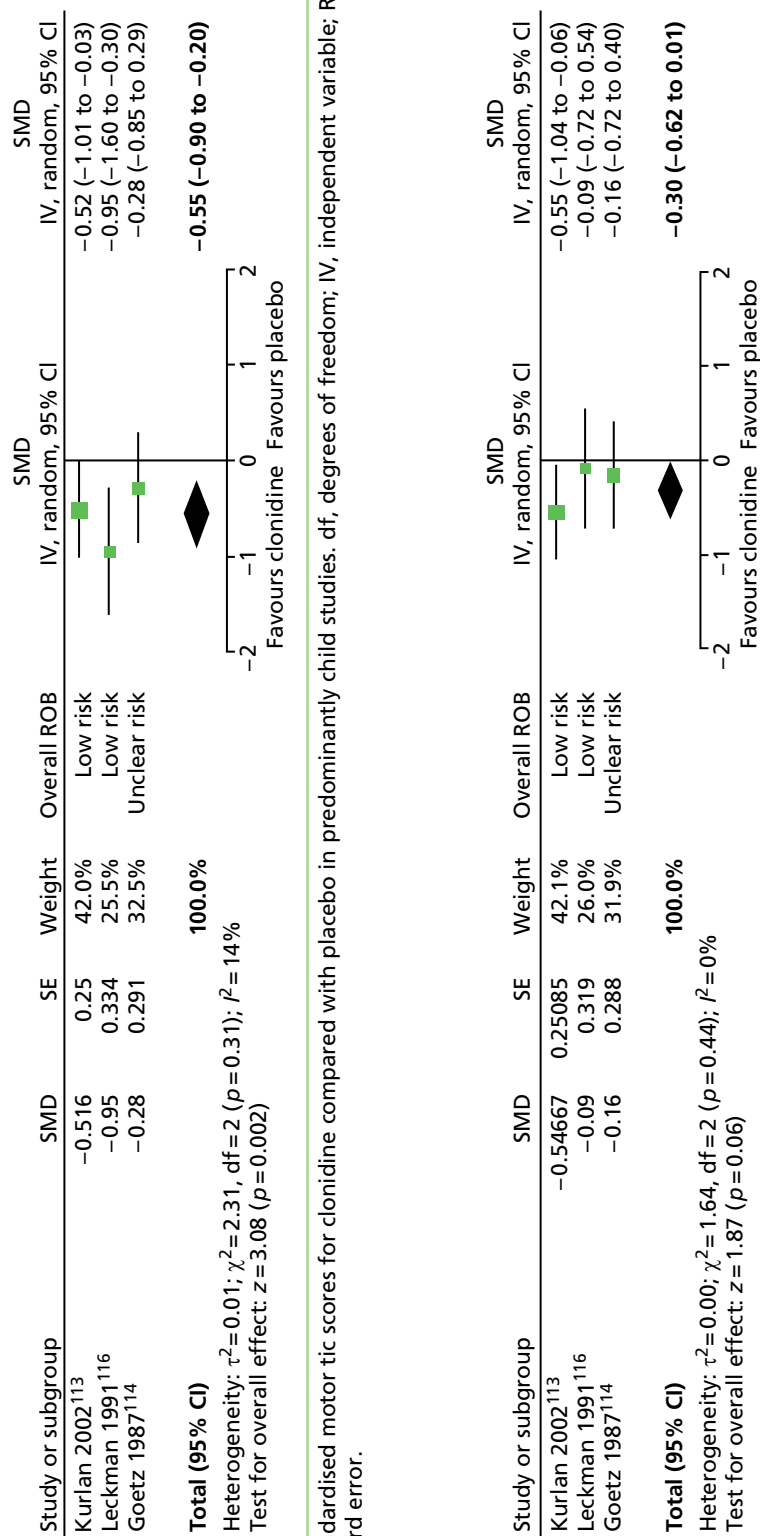 Study or subgroup SMD SE Weight Overall ROB SMD IV, random, 95% CI SMD IV, random, 95% CI
Kurlan 2002¹¹³ −0.516 0.25 42.0% Low risk −0.52 (−1.01 to −0.03)
Leckman 1991¹¹⁶ −0.95 0.334 25.5% Low risk −0.95 (−1.60 to −0.30)
Goetz 1987¹¹⁴ −0.28 0.291 32.5% Unclear risk −0.28 (−0.85 to 0.29)
Total (95% CI) 100.0% −0.55 (−0.90 to −0.20)
Heterogeneity: τ²=0.01; χ²=2.31, df=2 (p=0.31); I²=14%
Test for overall effect: z=3.08 (p=0.002)
−2 −1 0 1 2
Favours clonidine Favours placebo
dardised motor tic scores for clonidine compared with placebo in predominantly child studies. df, degrees of freedom; IV, independent variable; R
rd error.
Study or subgroup SMD SE Weight Overall ROB SMD IV, random, 95% CI SMD IV, random, 95% CI
Kurlan 2002¹¹³ −0.54667 0.25085 42.1% Low risk −0.55 (−1.04 to −0.06)
Leckman 1991¹¹⁶ −0.09 0.319 26.0% Low risk −0.09 (−0.72 to 0.54)
Goetz 1987¹¹⁴ −0.16 0.288 31.9% Unclear risk −0.16 (−0.72 to 0.40)
Total (95% CI) 100.0% −0.30 (−0.62 to 0.01)
Heterogeneity: τ²=0.00; χ²=1.64, df=2 (p=0.44); I²=0%
Test for overall effect: z=1.87 (p=0.06)
−2 −1 0 1 2
Favours clonidine Favours placebo